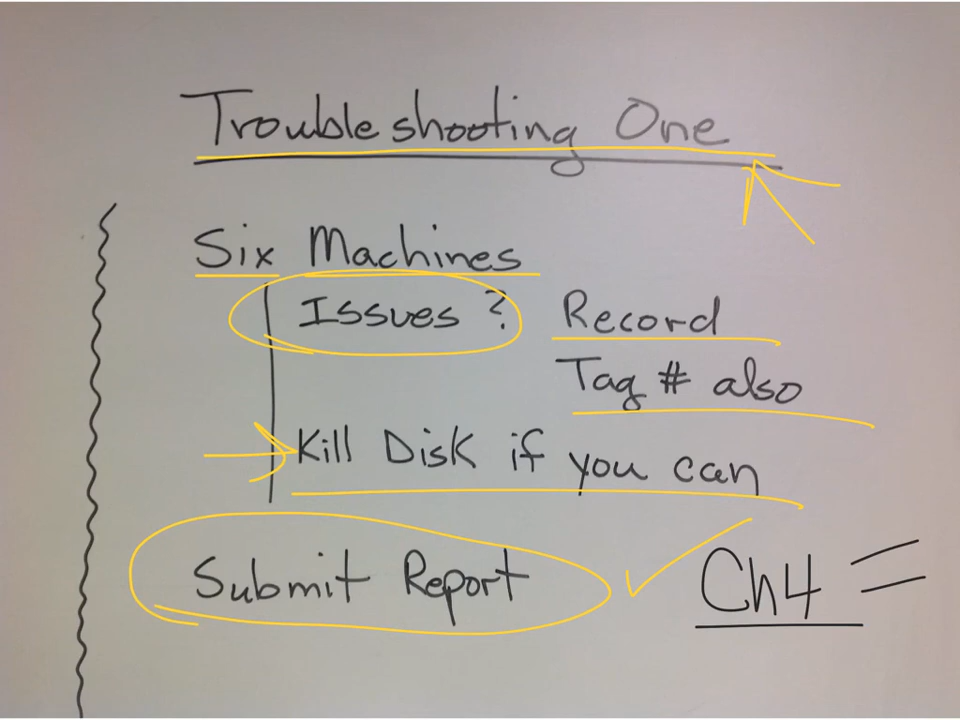 Troubleshooting One
Six Machines
Issues? Record
Tag # also
Kill Disk if you can
Submit Report
Ch4 =